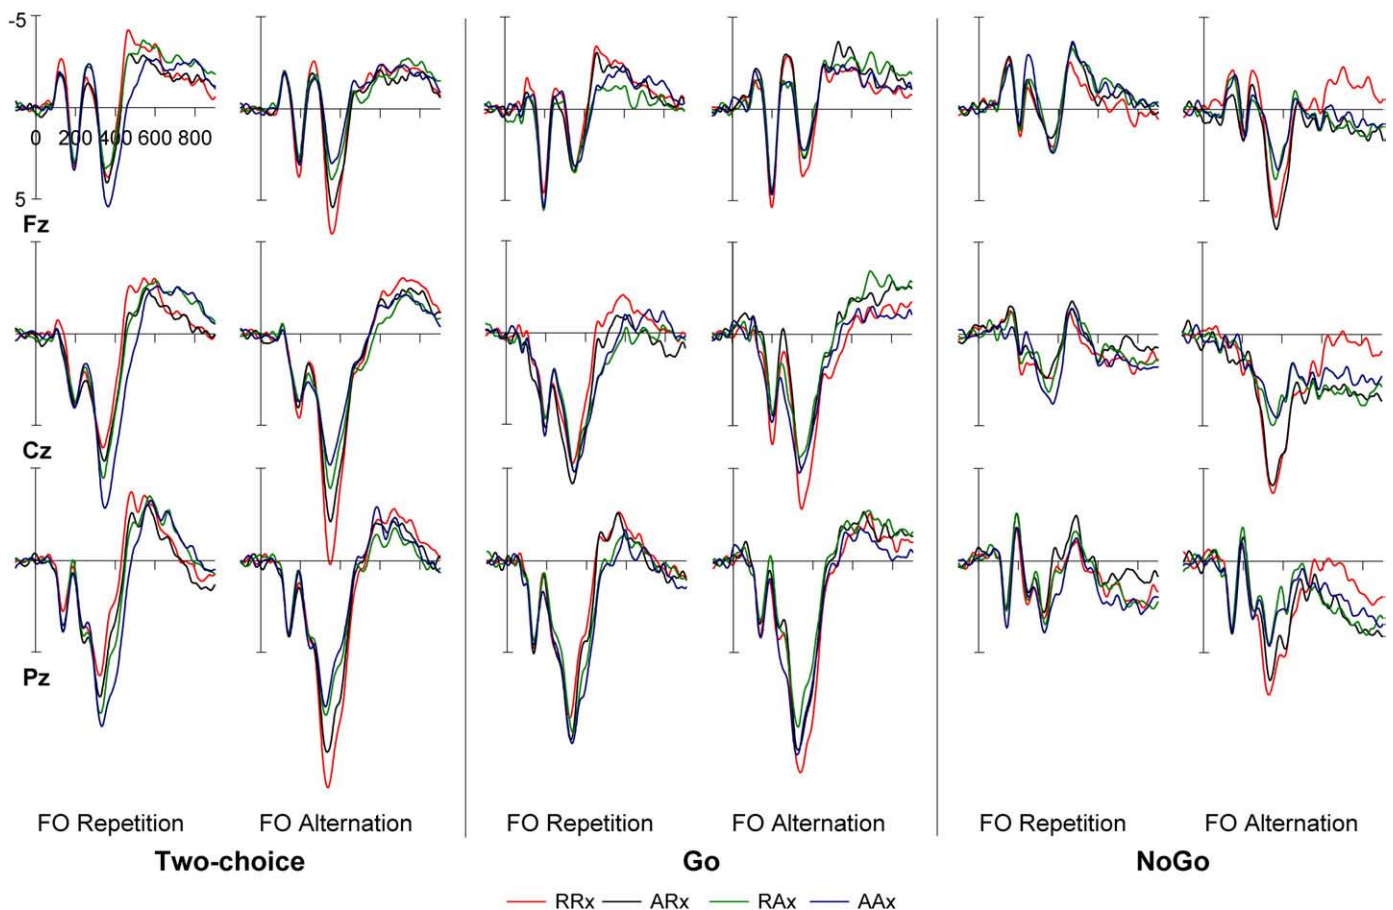 -5
0 200 400 600 800
5
Fz
Cz
Pz
FO Repetition FO Alternation FO Repetition FO Alternation FO Repetition FO Alternation
Two-choice Go NoGo
RRx ARx RAx AAx